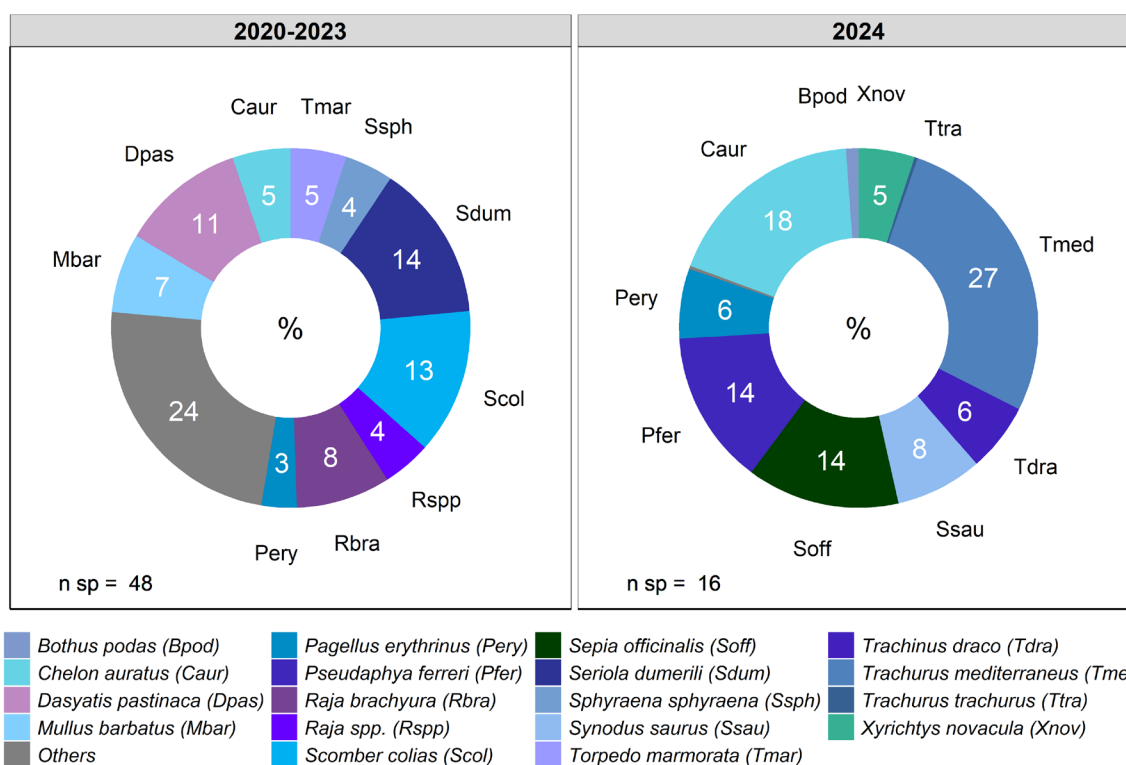 2020-2023
2024
Caur Tmar
Ssph
Dpas
Sdum
Mbar
Scol
Rspp
Rbra
Pery
5
5
4
14
13
4
8
3
24
7
11
%
n sp = 48
Bpod Xnov
Ttra
Caur
Tmed
Pery
Pfer
Tdra
Ssau
Soff
5
27
6
8
14
14
6
18
%
n sp = 16
Bothus podas (Bpod)
Chelon auratus (Caur)
Dasyatis pastinaca (Dpas)
Mullus barbatus (Mbar)
Others
Pagellus erythrinus (Pery)
Pseudaphya ferreri (Pfer)
Raja brachyura (Rbra)
Raja spp. (Rspp)
Scomber colias (Scol)
Sepia officinalis (Soff)
Seriola dumerili (Sdum)
Sphyraena sphyraena (Ssph)
Synodus saurus (Ssau)
Torpedo marmorata (Tmar)
Trachinus draco (Tdra)
Trachurus mediterraneus (Tme
Trachurus trachurus (Ttra)
Xyrichtys novacula (Xnov)